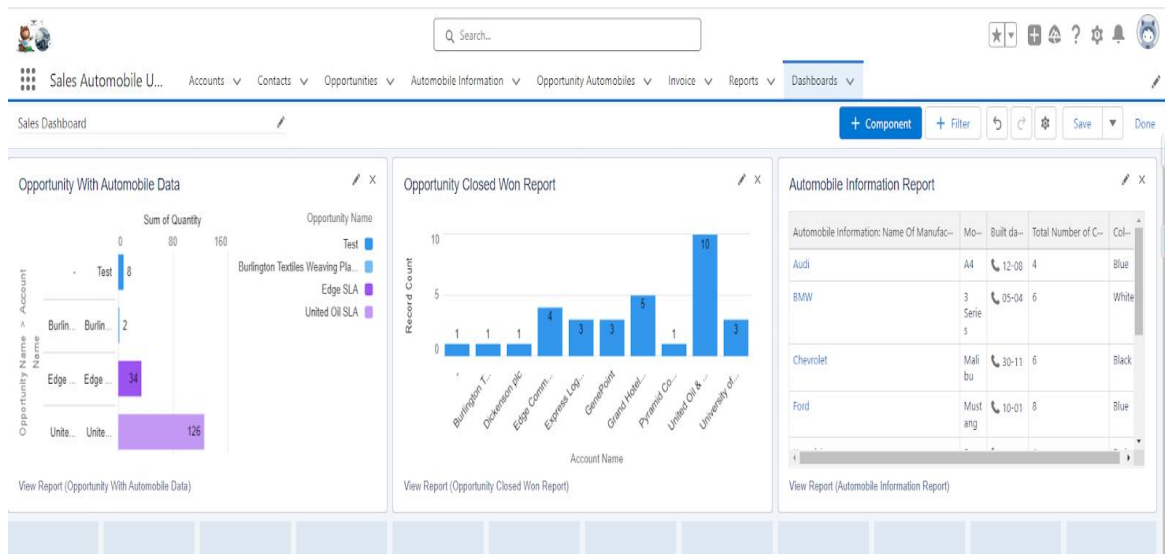 Search...
Sales Automobile U...
Accounts
Contacts
Opportunities
Automobile Information
Opportunity Automobiles
Invoice
Reports
Dashboards
Sales Dashboard
+ Component
+ Filter
Save
Done
Opportunity With Automobile Data
Sum of Quantity
0 80 160
Opportunity Name > Account Name
- Test 8
Burlin... Burlin... 2
Edge ... Edge ... 34
Unite... Unite... 126
Opportunity Name
Test
Burlington Textiles Weaving Pla...
Edge SLA
United Oil SLA
View Report (Opportunity With Automobile Data)
Opportunity Closed Won Report
Record Count
10
5
0
1 1 1 4 3 3 5 1 10 3
-
Burlington T...
Dickenson plc
Edge Comm...
Express Log...
GenePoint
Grand Hotel...
Pyramid Co...
United Oil & ...
University of...
Account Name
View Report (Opportunity Closed Won Report)
Automobile Information Report
Automobile Information: Name Of Manufac... Mo... Built da... Total Number of C... Col...
Audi A4 12-08 4 Blue
BMW 3 Series 05-04 6 White
Chevrolet Malibu 30-11 6 Black
Ford Mustang 10-01 8 Blue
View Report (Automobile Information Report)